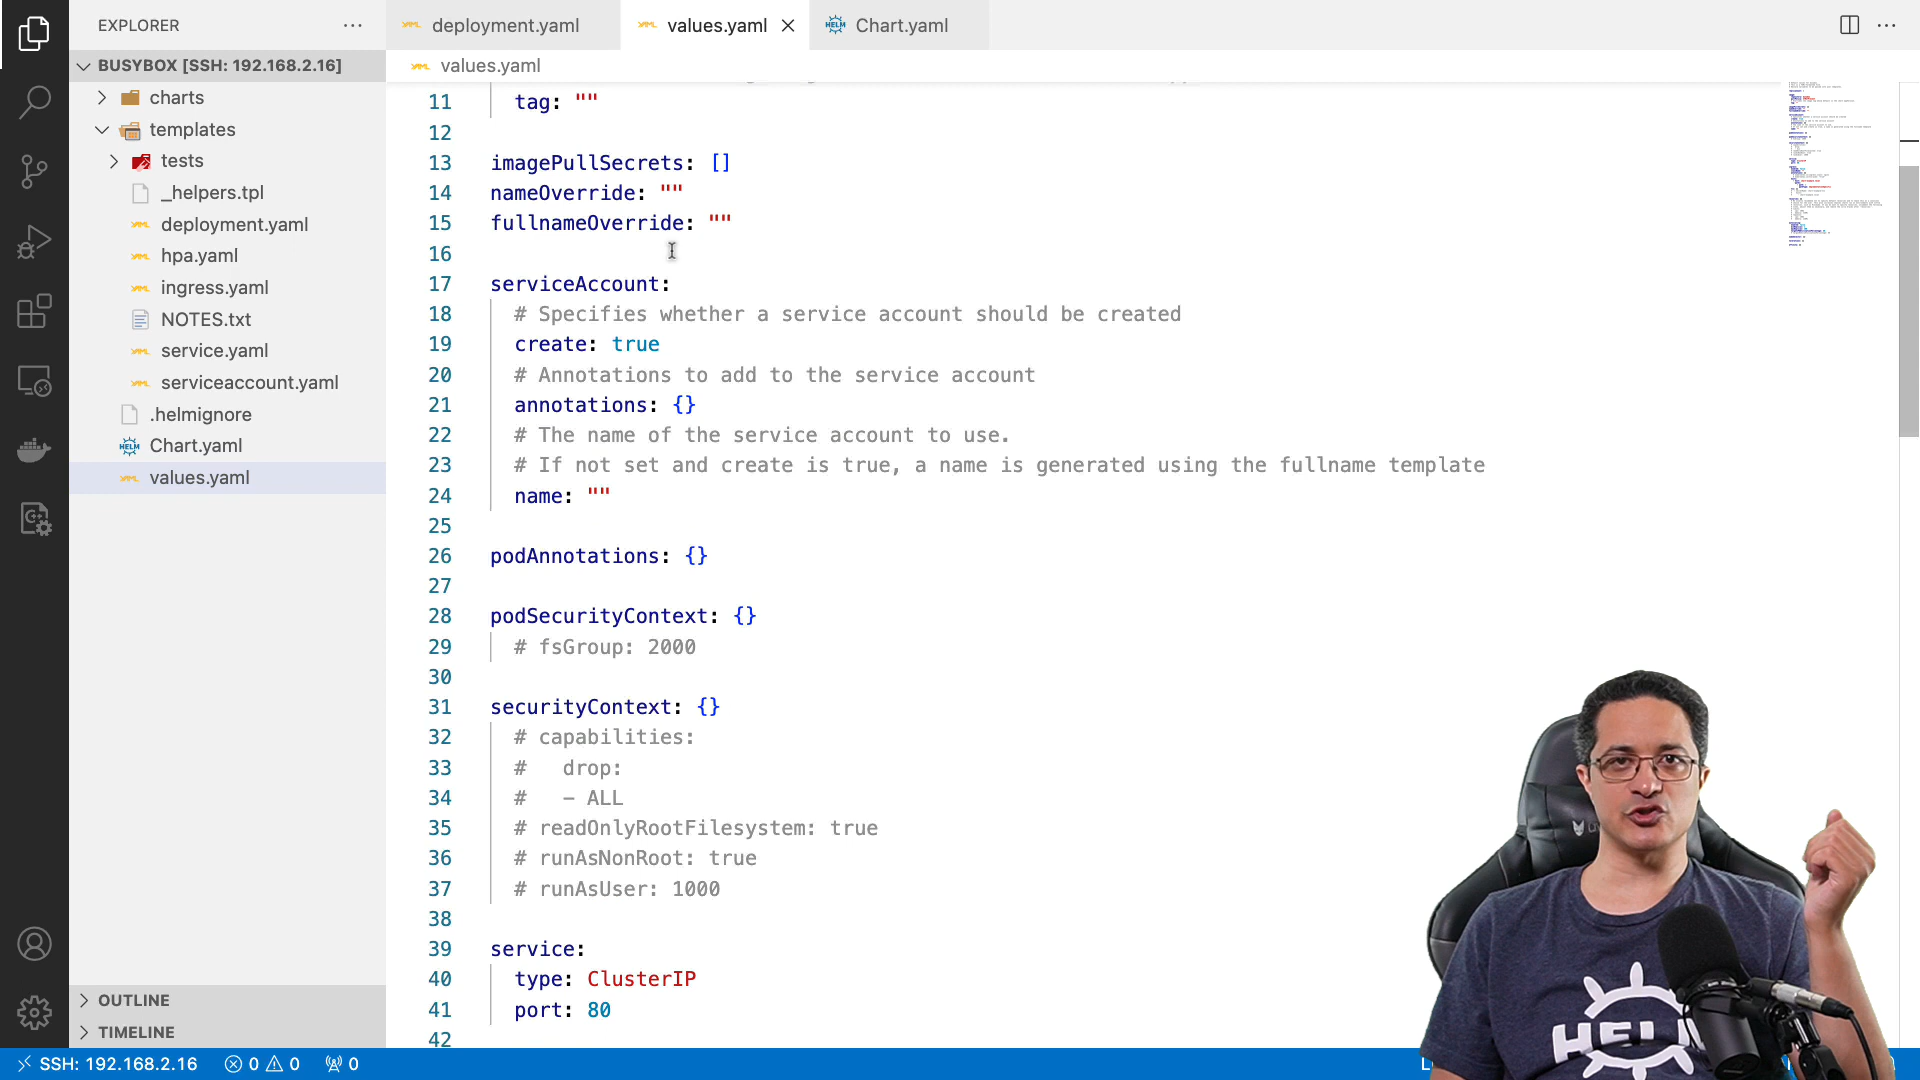 EXPLORER
deployment.yaml
values.yaml
HELM Chart.yaml
BUSYBOX [SSH: 192.168.2.16]
values.yaml
charts
templates
tests
_helpers.tpl
deployment.yaml
hpa.yaml
ingress.yaml
NOTES.txt
service.yaml
serviceaccount.yaml
.helmignore
HELM Chart.yaml
values.yaml
11 tag: ""
12
13 imagePullSecrets: []
14 nameOverride: ""
15 fullnameOverride: ""
16
17 serviceAccount:
18 # Specifies whether a service account should be created
19 create: true
20 # Annotations to add to the service account
21 annotations: {}
22 # The name of the service account to use.
23 # If not set and create is true, a name is generated using the fullname template
24 name: ""
25
26 podAnnotations: {}
27
28 podSecurityContext: {}
29 # fsGroup: 2000
30
31 securityContext: {}
32 # capabilities:
33 #   drop:
34 #   - ALL
35 # readOnlyRootFilesystem: true
36 # runAsNonRoot: true
37 # runAsUser: 1000
38
39 service:
40 type: ClusterIP
41 port: 80
42
OUTLINE
TIMELINE
SSH: 192.168.2.16 0 0 0
HELM